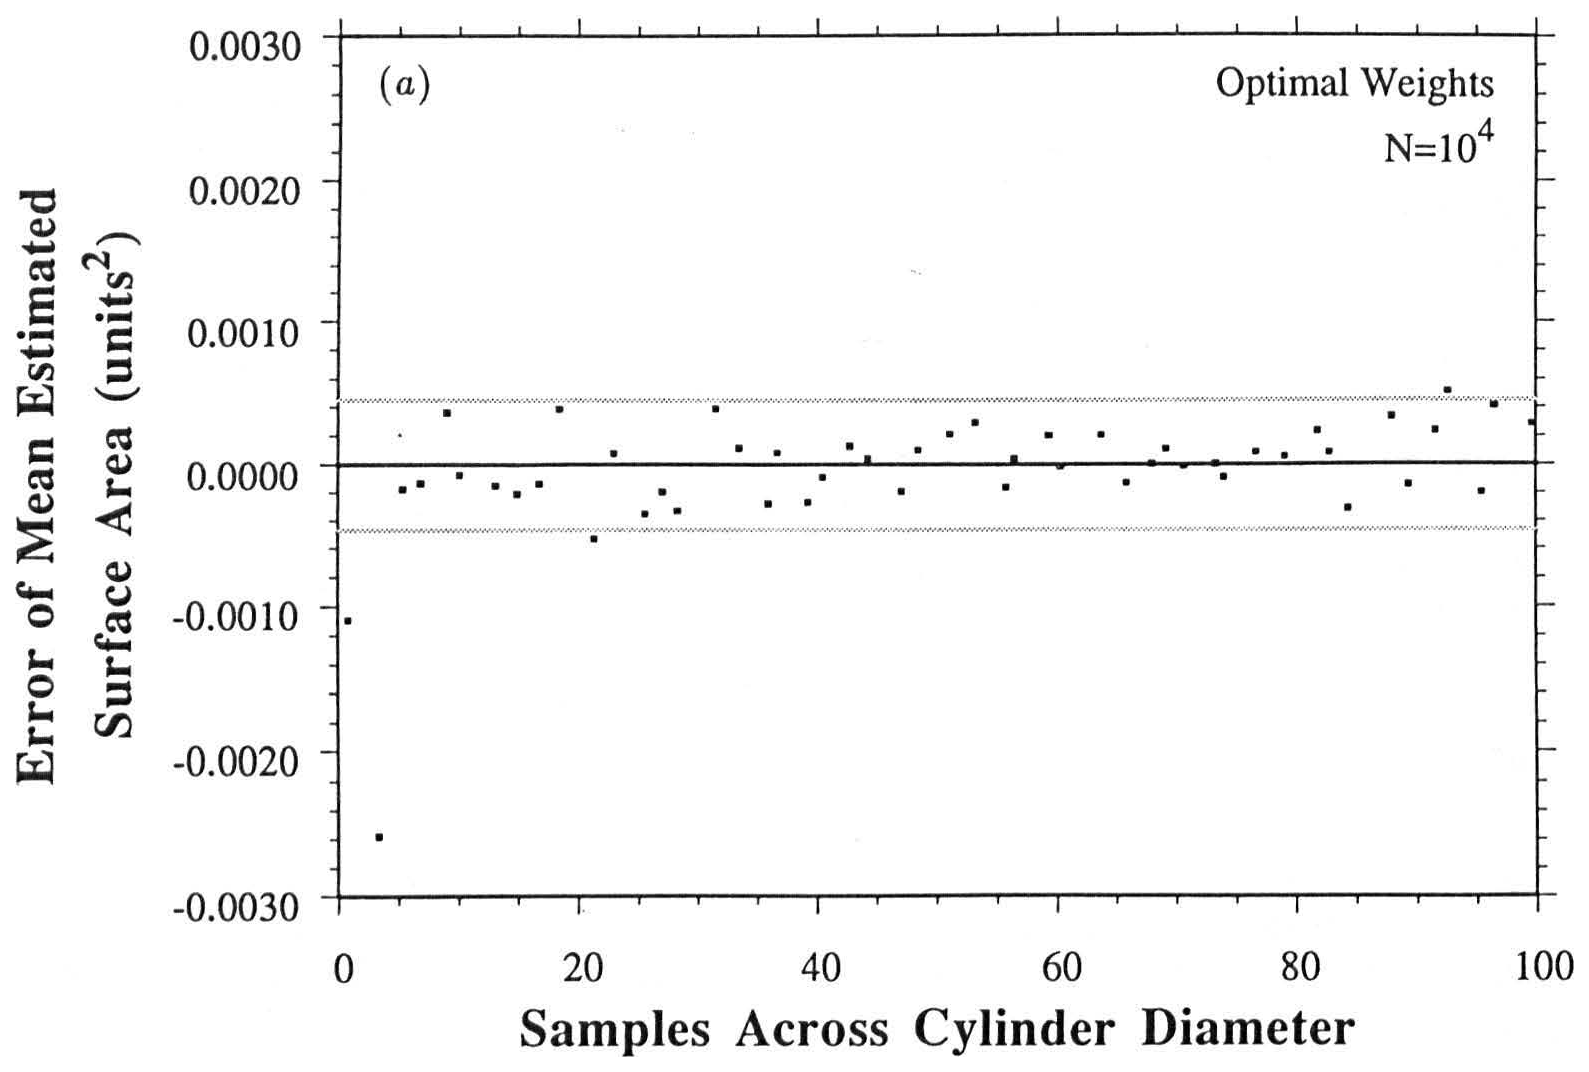 0.0030
(a)
Optimal Weights
N=10^4
0.0020
0.0010
0.0000
-0.0010
-0.0020
-0.0030
Error of Mean Estimated
Surface Area (units^2)
0 20 40 60 80 100
Samples Across Cylinder Diameter